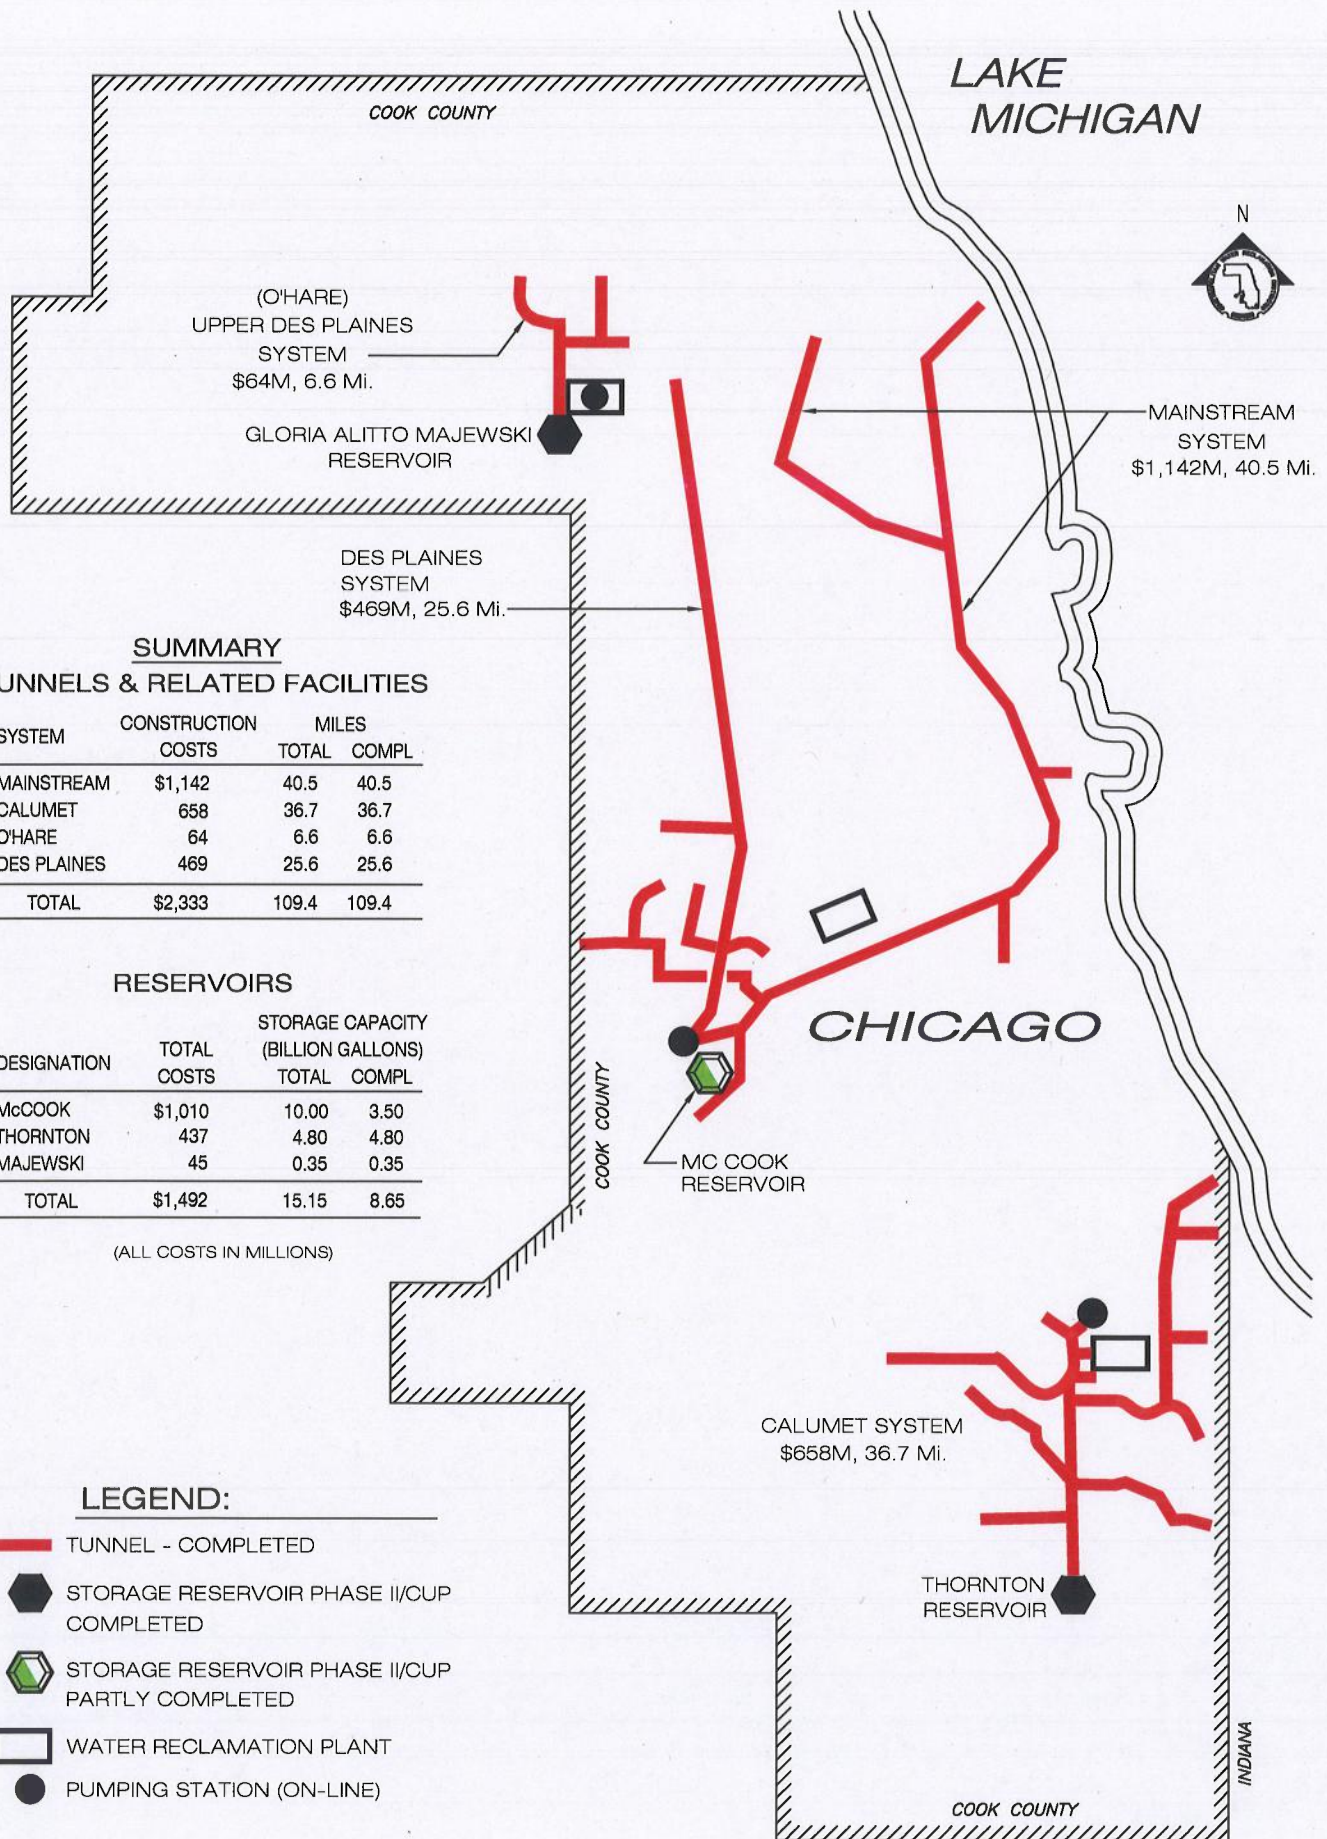 LAKE
MICHIGAN
COOK COUNTY
N
(O'HARE)
UPPER DES PLAINES
SYSTEM
$64M, 6.6 Mi.
GLORIA ALITTO MAJEWSKI
RESERVOIR
MAINSTREAM
SYSTEM
$1,142M, 40.5 Mi.
DES PLAINES
SYSTEM
$469M, 25.6 Mi.
SUMMARY
UNNELS & RELATED FACILITIES
SYSTEM CONSTRUCTION COSTS MILES TOTAL COMPL
MAINSTREAM $1,142 40.5 40.5
CALUMET 658 36.7 36.7
O'HARE 64 6.6 6.6
DES PLAINES 469 25.6 25.6
TOTAL $2,333 109.4 109.4
RESERVOIRS
DESIGNATION TOTAL COSTS STORAGE CAPACITY (BILLION GALLONS) TOTAL COMPL
McCOOK $1,010 10.00 3.50
THORNTON 437 4.80 4.80
MAJEWSKI 45 0.35 0.35
TOTAL $1,492 15.15 8.65
(ALL COSTS IN MILLIONS)
CHICAGO
COOK COUNTY
MC COOK
RESERVOIR
CALUMET SYSTEM
$658M, 36.7 Mi.
THORNTON
RESERVOIR
INDIANA
COOK COUNTY
LEGEND:
TUNNEL - COMPLETED
STORAGE RESERVOIR PHASE II/CUP
COMPLETED
STORAGE RESERVOIR PHASE II/CUP
PARTLY COMPLETED
WATER RECLAMATION PLANT
PUMPING STATION (ON-LINE)